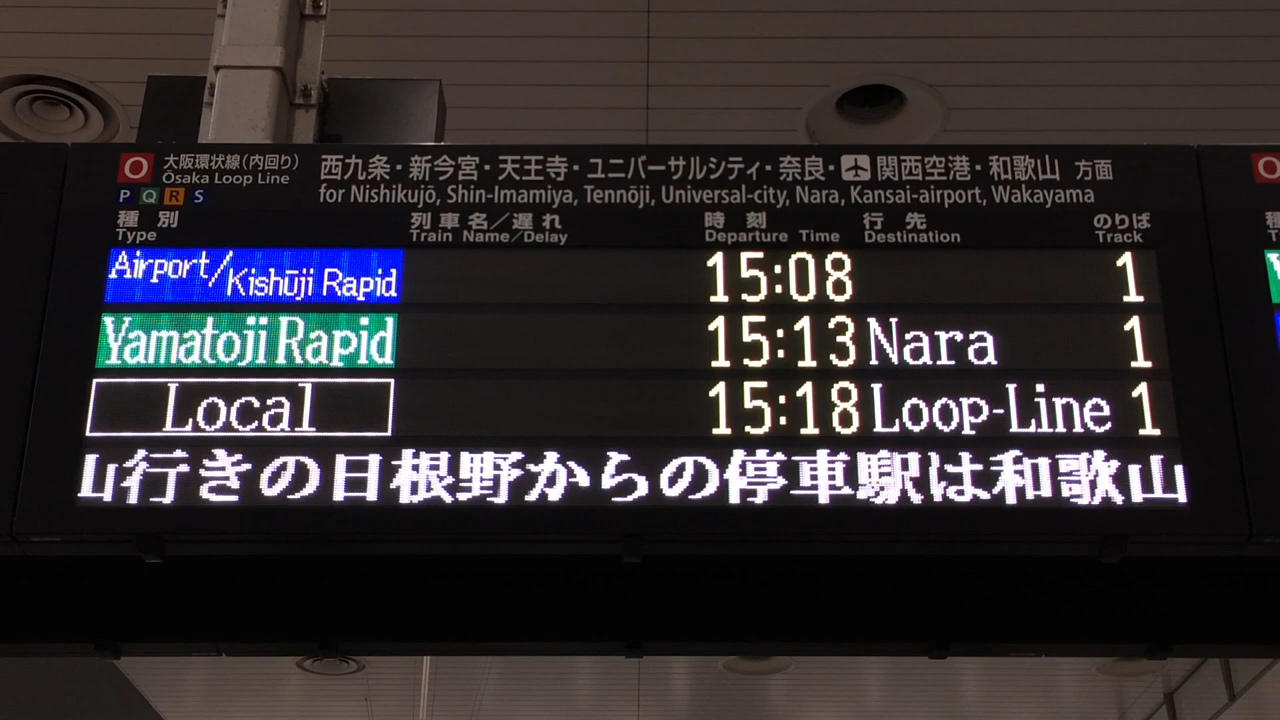 O 大阪環状線(内回り)
Ōsaka Loop Line
P Q R S
西九条・新今宮・天王寺・ユニバーサルシティ・奈良・関西空港・和歌山 方面
for Nishikujō, Shin-Imamiya, Tennōji, Universal-city, Nara, Kansai-airport, Wakayama
種別 列車名/遅れ 時刻 行先 のりば
Type Train Name/Delay Departure Time Destination Track
Airport/Kishūji Rapid 15:08 1
Yamatoji Rapid 15:13 Nara 1
Local 15:18 Loop-Line 1
山行きの日根野からの停車駅は和歌山
O